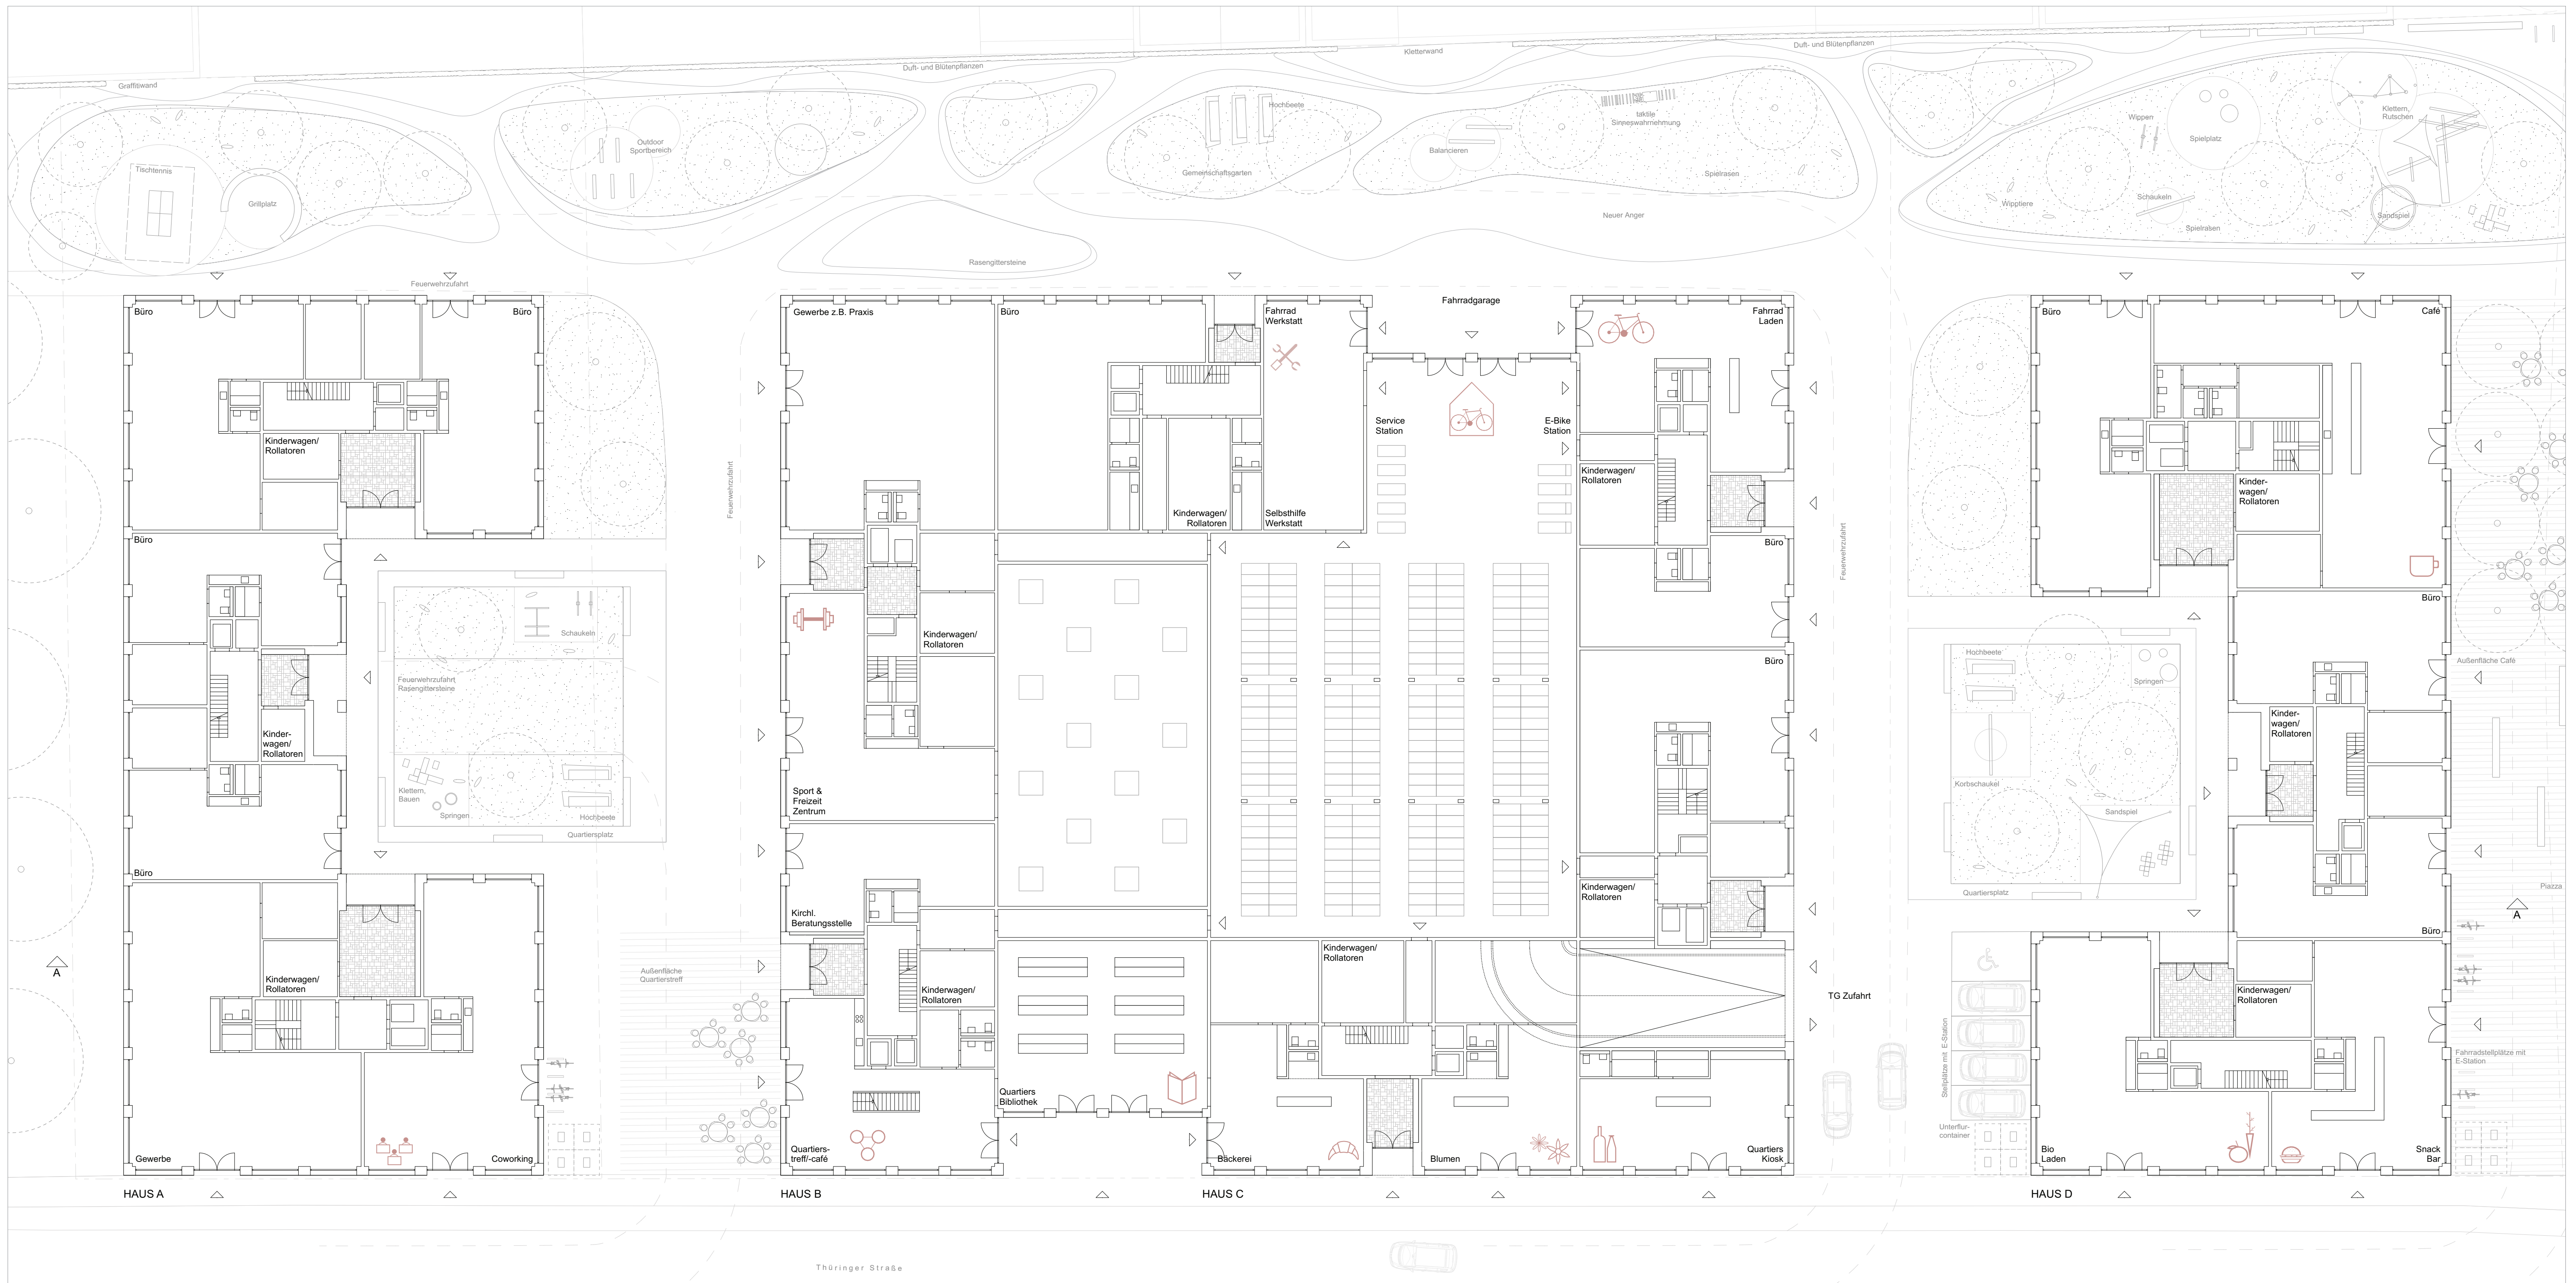 Graffitiwand
Duft- und Blütenpflanzen
Kletterwand
Duft- und Blütenpflanzen
Tischtennis
Grillplatz
Outdoor
Sportbereich
Hochbeete
Gemeinschaftsgarten
Balancieren
taktile
Sinneswahrnehmung
Spielrasen
Neuer Anger
Rasengittersteine
Wippen
Spielplatz
Klettern,
Rutschen
Schaukeln
Wipptiere
Sandspiel
Spielrasen
Feuerwehrzufahrt
Büro
Büro
Kinderwagen/
Rollatoren
Büro
Kinder-
wagen/
Rollatoren
Büro
Kinderwagen/
Rollatoren
Gewerbe
Coworking
HAUS A
A
Schaukeln
Feuerwehrzufahrt
Rasengittersteine
Klettern,
Bauen
Springen
Hochbeete
Quartiersplatz
Feuerwehrzufahrt
Außenfläche
Quartierstreff
Gewerbe z.B. Praxis
Büro
Kinderwagen/
Rollatoren
Kinderwagen/
Rollatoren
Sport &
Freizeit
Zentrum
Kirchl.
Beratungsstelle
Kinderwagen/
Rollatoren
Quartiers-
treff/-café
Quartiers
Bibliothek
HAUS B
Fahrrad
Werkstatt
Selbsthilfe
Werkstatt
Fahrradgarage
Service
Station
E-Bike
Station
Fahrrad
Laden
Kinderwagen/
Rollatoren
Büro
Büro
Kinderwagen/
Rollatoren
Kinderwagen/
Rollatoren
Bäckerei
Blumen
Quartiers
Kiosk
HAUS C
TG Zufahrt
Feuerwehrzufahrt
Büro
Café
Kinder-
wagen/
Rollatoren
Büro
Kinder-
wagen/
Rollatoren
Büro
Kinderwagen/
Rollatoren
Bio
Laden
Snack
Bar
HAUS D
Hochbeete
Springen
Korbschaukel
Sandspiel
Quartiersplatz
Stellplätze mit E-Station
Unterflur-
container
Außenfläche Café
Piazza
A
Fahrradstellplätze mit
E-Station
Thüringer Straße